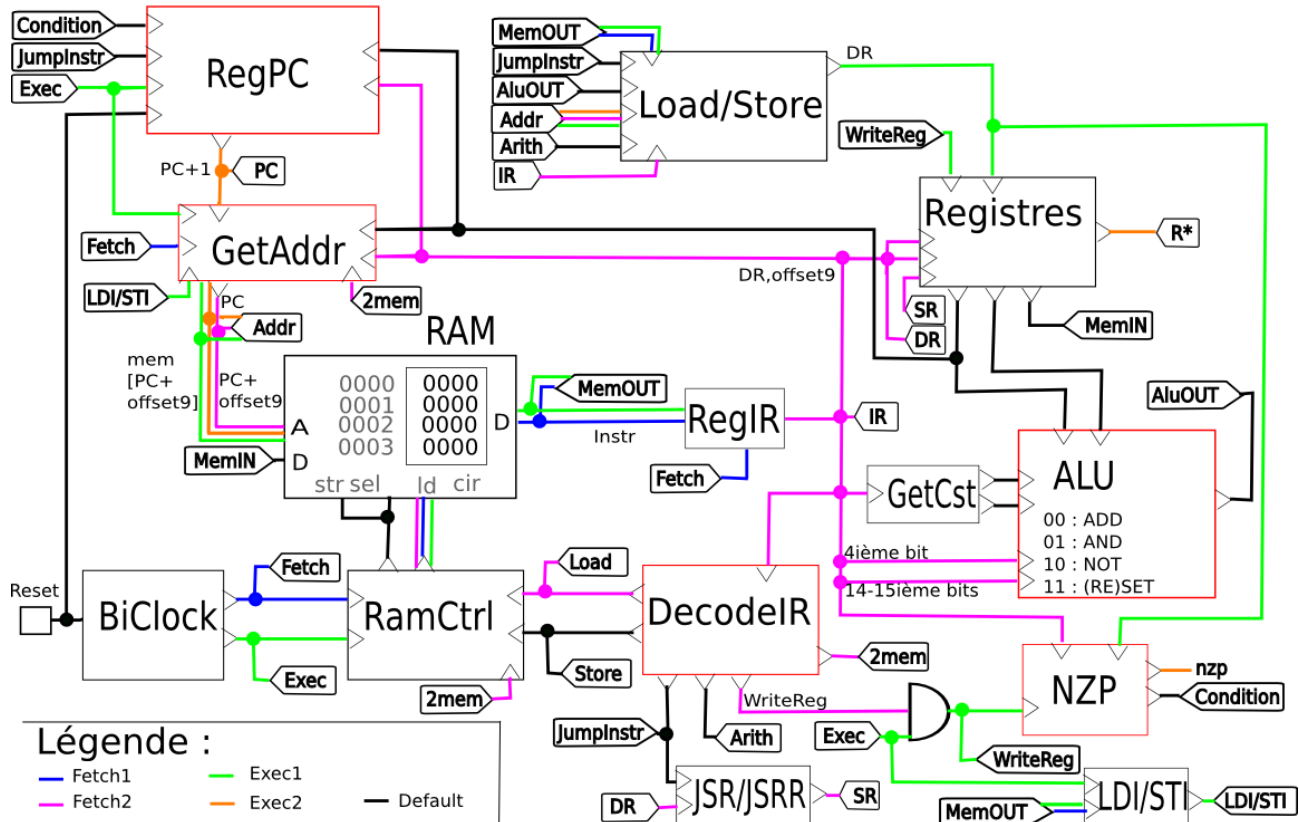 Condition
JumpInstr
Exec
RegPC
PC+1
PC
MemOUT
JumpInstr
AluOUT
Addr
Arith
IR
Load/Store
DR
WriteReg
Registres
R*
SR
DR
MemIN
DR,offset9
Fetch
GetAddr
LDI/STI
PC
2mem
Addr
mem
[PC+
offset9]
PC+
offset9
RAM
0000 0000
0001 0000
0002 0000
0003 0000
A
D
D
MemIN
str sel ld cir
MemOUT
Instr
RegIR
IR
Fetch
AluOUT
GetCst
ALU
00 : ADD
01 : AND
10 : NOT
11 : (RE)SET
4ième bit
14-15ième bits
Reset
BiClock
Fetch
Exec
RamCtrl
2mem
Load
Store
DecodeIR
2mem
WriteReg
JumpInstr
Arith
Exec
NZP
nzp
Condition
WriteReg
DR
JSR/JSRR
SR
MemOUT
LDI/STI
LDI/STI
Légende :
Fetch1
Exec1
Fetch2
Exec2
Default